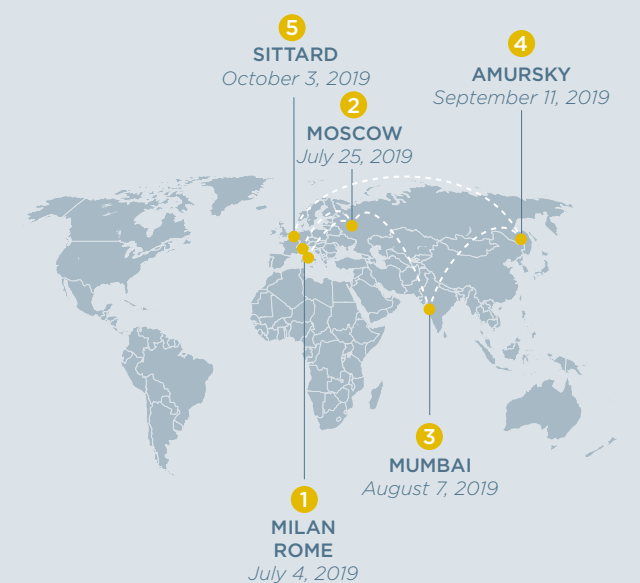 5
SITTARD
October 3, 2019
4
AMURSKY
September 11, 2019
2
MOSCOW
July 25, 2019
3
MUMBAI
August 7, 2019
1
MILAN
ROME
July 4, 2019